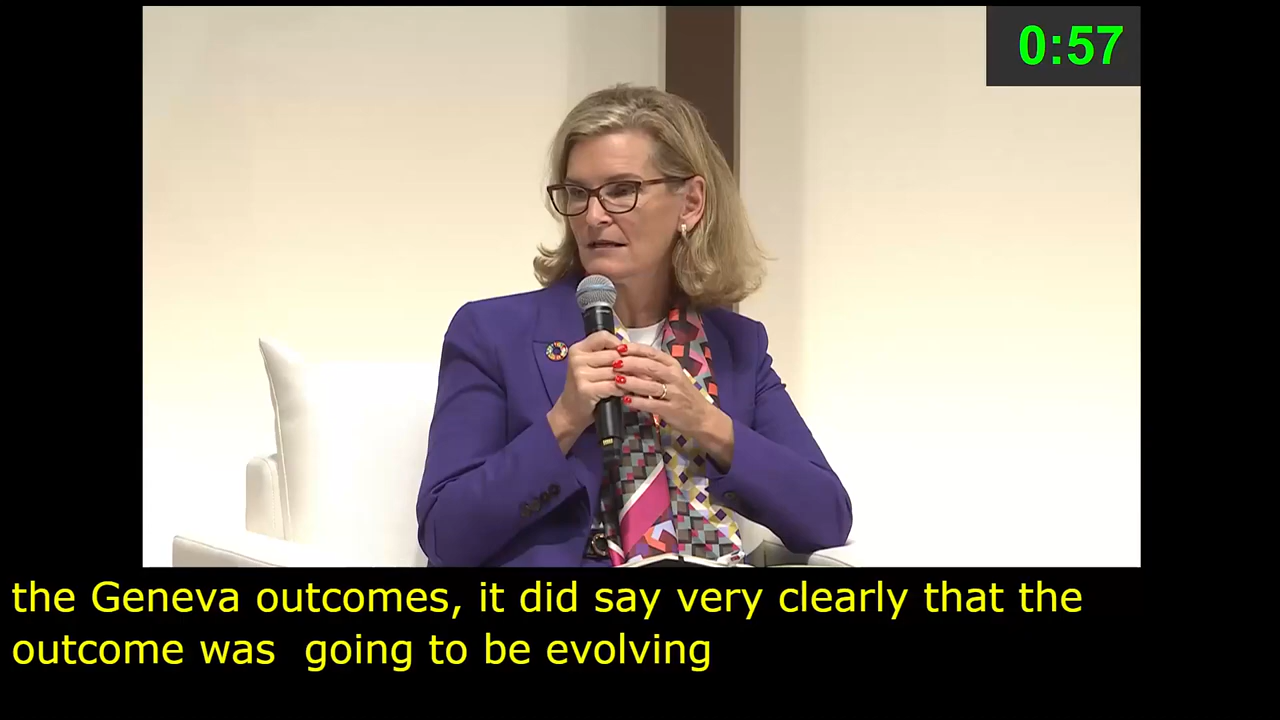 0:57
the Geneva outcomes, it did say very clearly that the
outcome was  going to be evolving